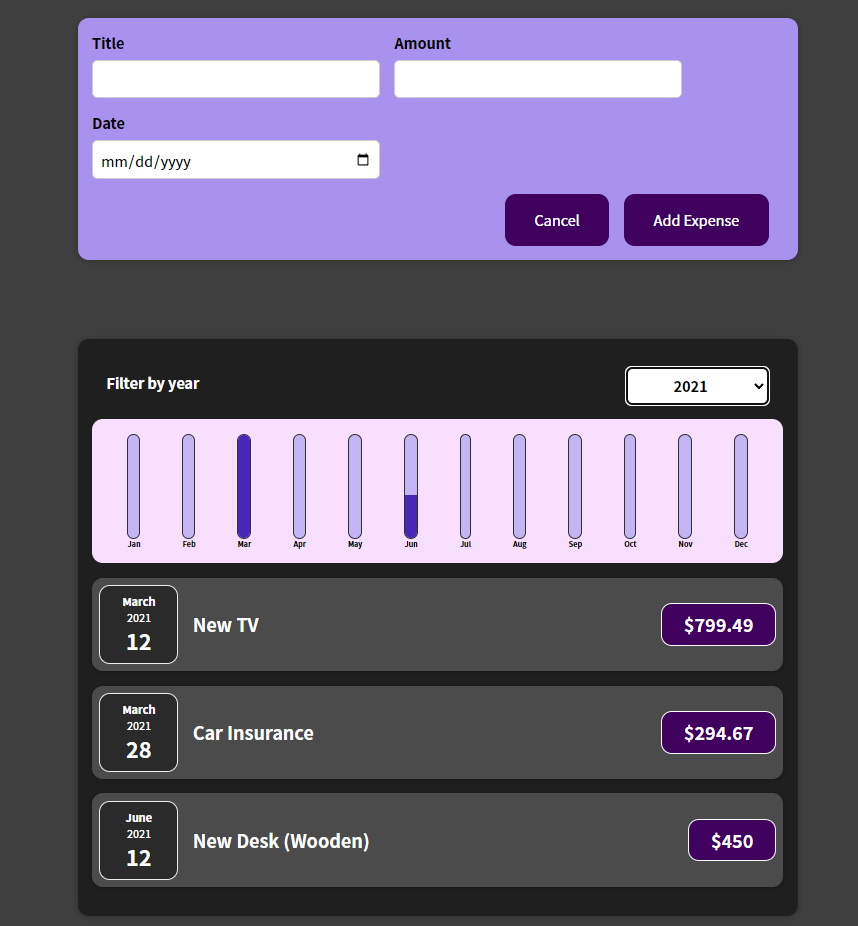 Title Amount
Date
mm/dd/yyyy
Cancel Add Expense
Filter by year 2021
Jan Feb Mar Apr May Jun Jul Aug Sep Oct Nov Dec
March
2021
12
New TV
$799.49
March
2021
28
Car Insurance
$294.67
June
2021
12
New Desk (Wooden)
$450